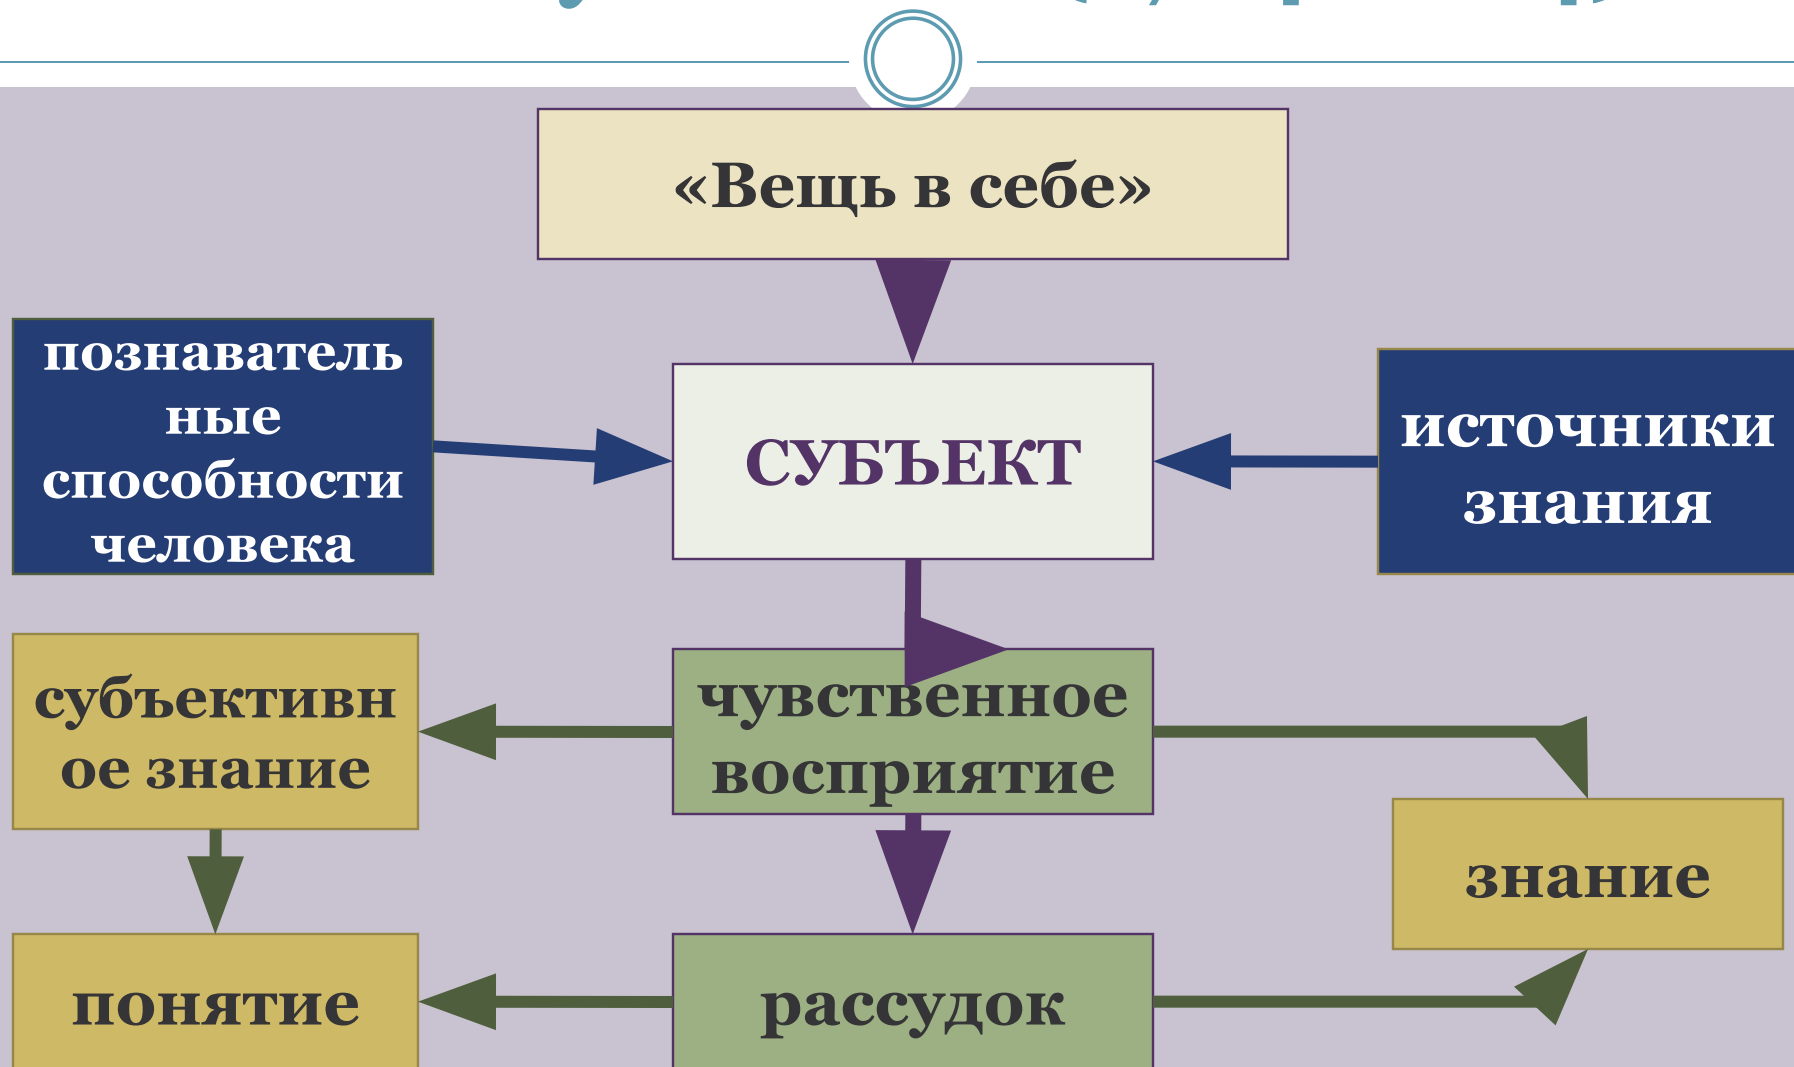 «Вещь в себе»
познаватель
ные
способности
человека
СУБЪЕКТ
источники
знания
субъективн
ое знание
чувственное
восприятие
знание
понятие
рассудок